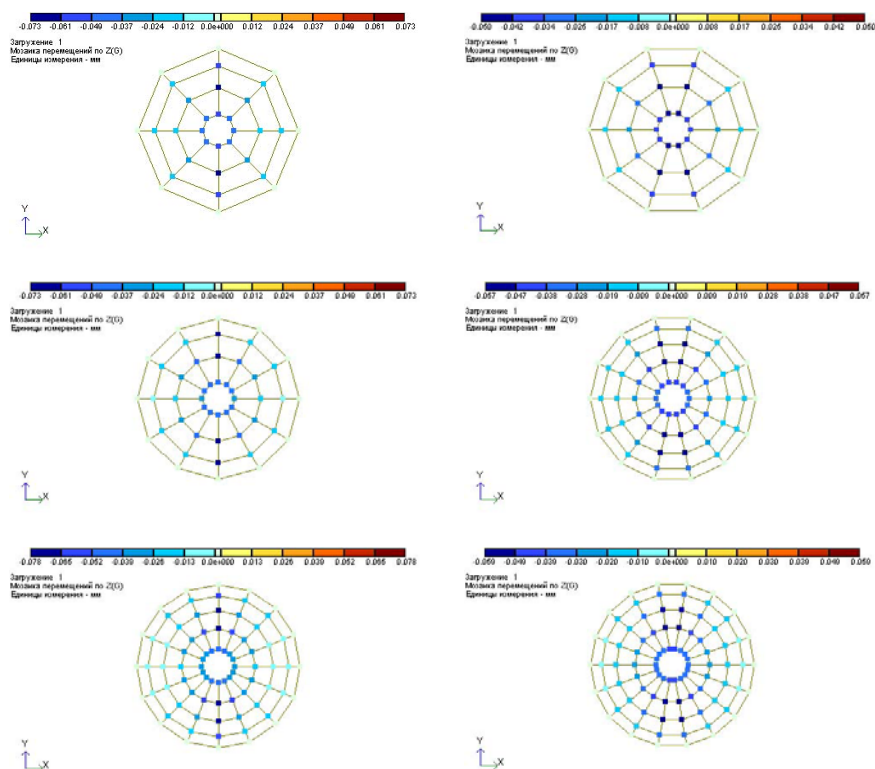 -0.073 -0.061 -0.049 -0.037 -0.024 -0.012 0.0e+000 0.012 0.024 0.037 0.049 0.061 0.073
Загружение 1
Мозаика перемещений по Z(G)
Единицы измерения - мм
Y
X
-0.050 -0.042 -0.034 -0.025 -0.017 -0.008 0.0e+000 0.008 0.017 0.025 0.034 0.042 0.050
Загружение 1
Мозаика перемещений по Z(G)
Единицы измерения - мм
Y
X
-0.073 -0.061 -0.049 -0.037 -0.024 -0.012 0.0e+000 0.012 0.024 0.037 0.049 0.061 0.073
Загружение 1
Мозаика перемещений по Z(G)
Единицы измерения - мм
Y
X
-0.057 -0.047 -0.038 -0.028 -0.019 -0.009 0.0e+000 0.009 0.019 0.028 0.038 0.047 0.057
Загружение 1
Мозаика перемещений по Z(G)
Единицы измерения - мм
Y
X
-0.078 -0.065 -0.052 -0.039 -0.026 -0.013 0.0e+000 0.013 0.026 0.039 0.052 0.065 0.078
Загружение 1
Мозаика перемещений по Z(G)
Единицы измерения - мм
Y
X
-0.059 -0.049 -0.039 -0.030 -0.020 -0.010 0.0e+000 0.010 0.020 0.030 0.039 0.049 0.059
Загружение 1
Мозаика перемещений по Z(G)
Единицы измерения - мм
Y
X